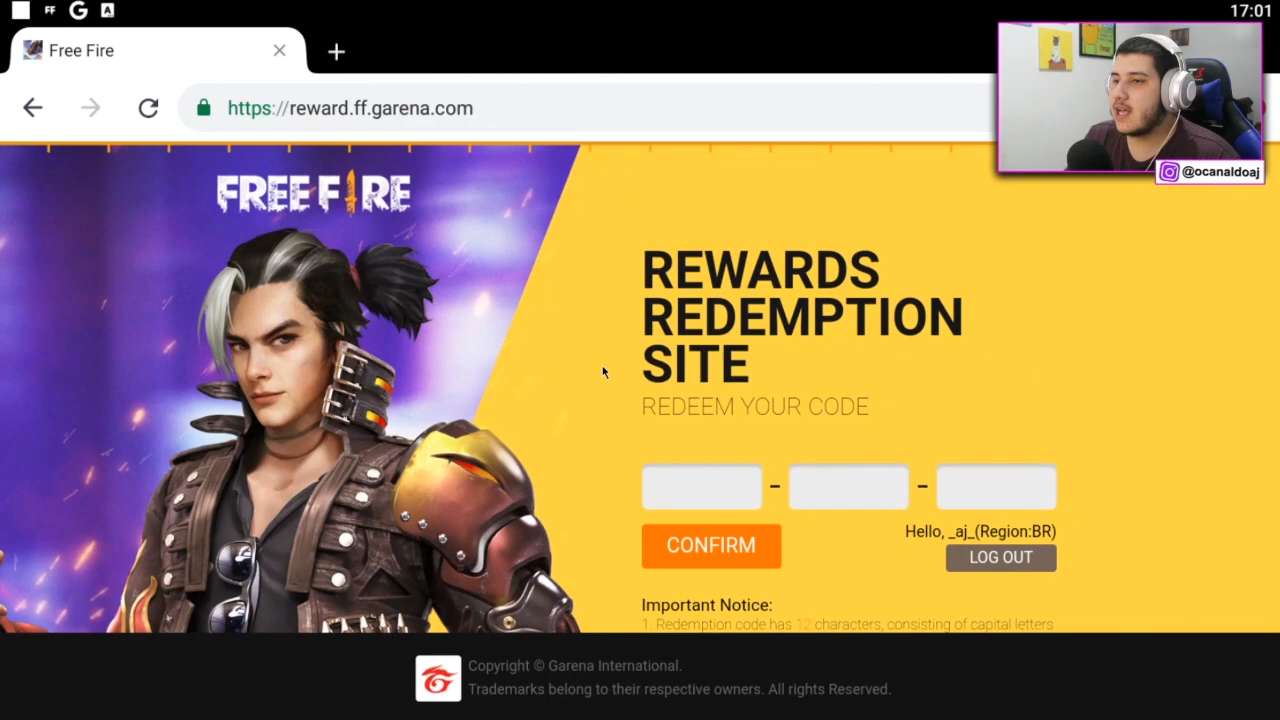 FF
17:01
Free Fire
https://reward.ff.garena.com
@ocanaldoaj
FREE FIRE
REWARDS
REDEMPTION
SITE
REDEEM YOUR CODE
- -
CONFIRM
Hello, _aj_(Region:BR)
LOG OUT
Important Notice:
1. Redemption code has 12 characters, consisting of capital letters
Copyright © Garena International.
Trademarks belong to their respective owners. All rights Reserved.